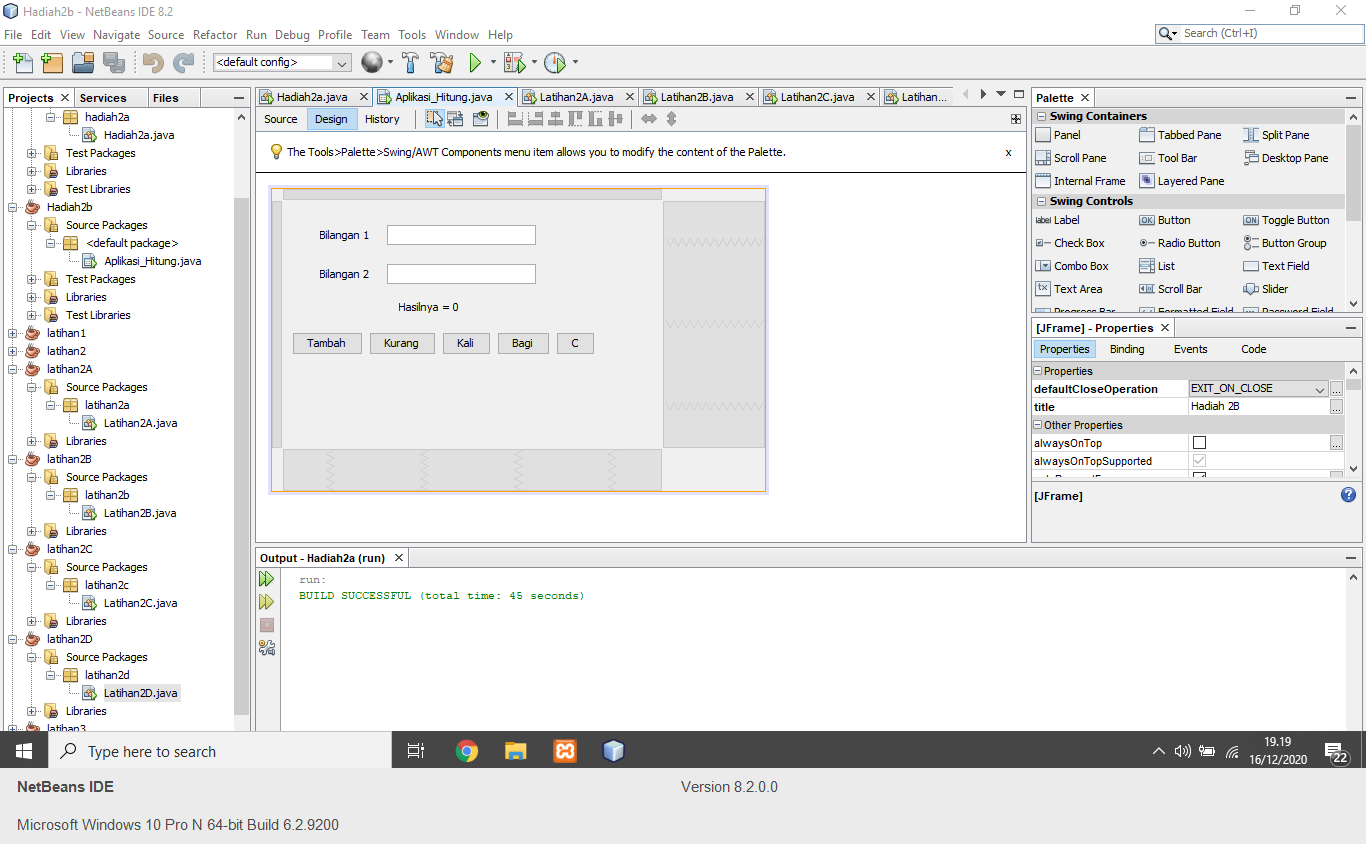 Hadiah2b - NetBeans IDE 8.2
File Edit View Navigate Source Refactor Run Debug Profile Team Tools Window Help
Search (Ctrl+I)
<default config>
Projects Services Files
hadiah2a
Hadiah2a.java
Test Packages
Libraries
Test Libraries
Hadiah2b
Source Packages
<default package>
Aplikasi_Hitung.java
Test Packages
Libraries
Test Libraries
latihan1
latihan2
latihan2A
Source Packages
latihan2a
Latihan2A.java
Libraries
latihan2B
Source Packages
latihan2b
Latihan2B.java
Libraries
latihan2C
Source Packages
latihan2c
Latihan2C.java
Libraries
latihan2D
Source Packages
latihan2d
Latihan2D.java
Libraries
latihan3
Hadiah2a.java Aplikasi_Hitung.java Latihan2A.java Latihan2B.java Latihan2C.java Latihan...
Source Design History
The Tools>Palette>Swing/AWT Components menu item allows you to modify the content of the Palette. x
Bilangan 1
Bilangan 2
Hasilnya = 0
Tambah Kurang Kali Bagi C
Palette
Swing Containers
Panel Tabbed Pane Split Pane
Scroll Pane Tool Bar Desktop Pane
Internal Frame Layered Pane
Swing Controls
label Label OK Button ON Toggle Button
Check Box Radio Button Button Group
Combo Box List Text Field
Text Area Scroll Bar Slider
Progress Bar Formatted Field Password Field
[JFrame] - Properties
Properties Binding Events Code
Properties
defaultCloseOperation EXIT_ON_CLOSE ...
title Hadiah 2B ...
Other Properties
alwaysOnTop ...
alwaysOnTopSupported
[JFrame]
Output - Hadiah2a (run)
run:
BUILD SUCCESSFUL (total time: 45 seconds)
Type here to search
19.19
16/12/2020
22
NetBeans IDE Version 8.2.0.0
Microsoft Windows 10 Pro N 64-bit Build 6.2.9200